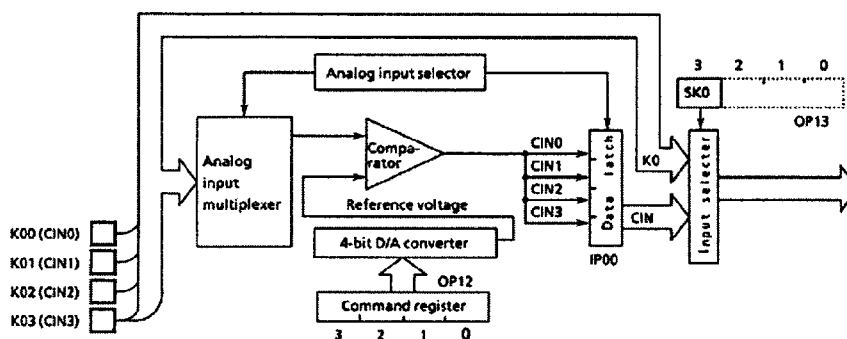 Analog input selector
3 2 1 0
SK0
OP13
Analog
input
multiplexer
Compa-
rator
CIN0
CIN1
CIN2
CIN3
Data latch
K0
CIN
Input selecter
Reference voltage
K00 (CIN0)
K01 (CIN1)
K02 (CIN2)
K03 (CIN3)
4-bit D/A converter
IP00
OP12
Command register
3 2 1 0